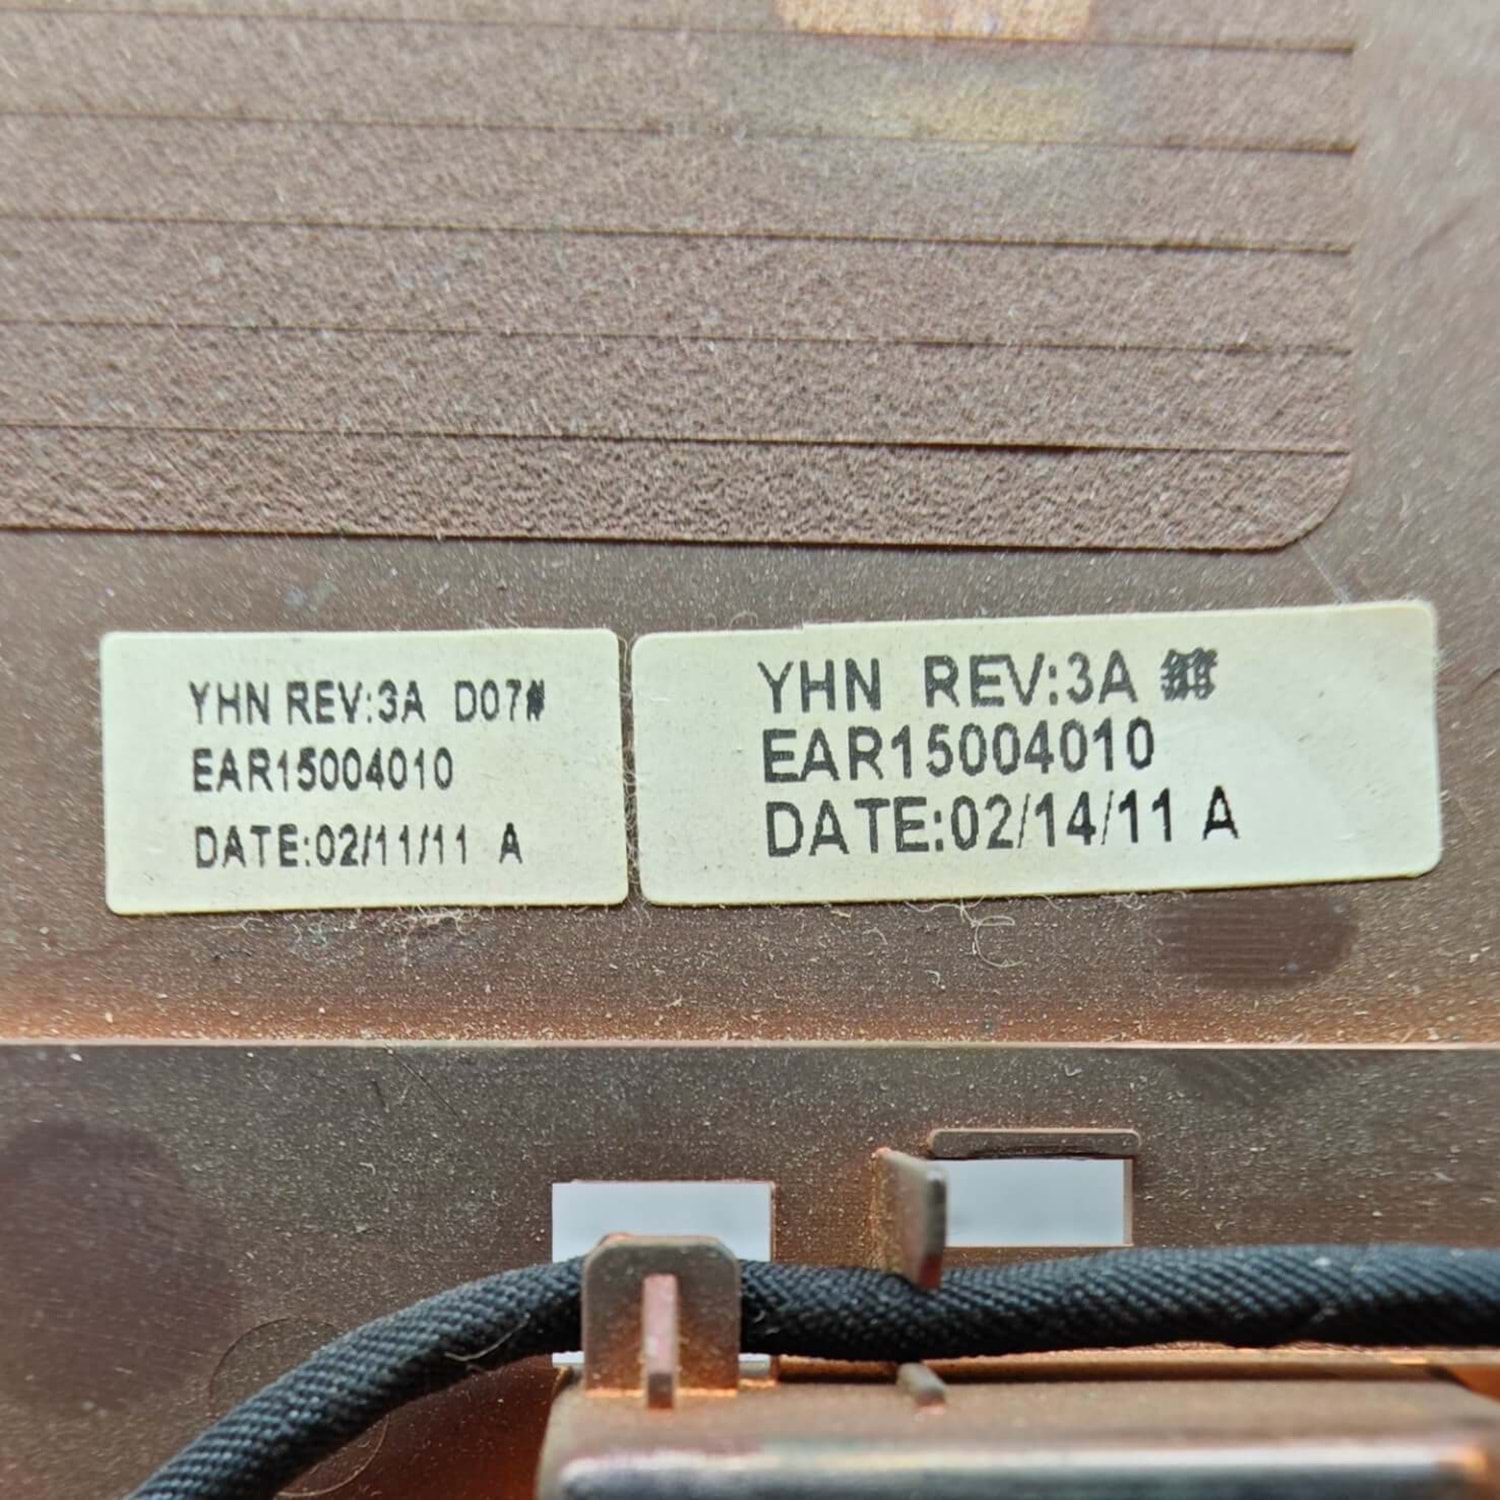 YHN REV:3A D07#
EAR15004010
DATE:02/11/11 A
YHN REV:3A
EAR15004010
DATE:02/14/11 A